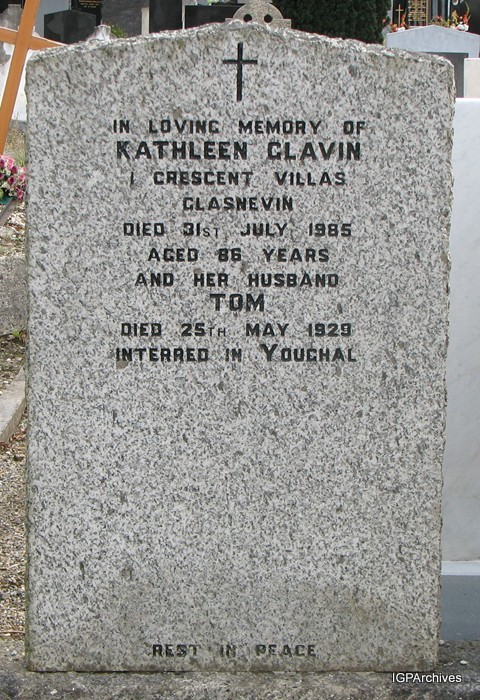 IN LOVING MEMORY OF
KATHLEEN GLAVIN
1 CRESCENT VILLAS
GLASNEVIN
DIED 31ST JULY 1985
AGED 86 YEARS
AND HER HUSBAND
TOM
DIED 25TH MAY 1929
INTERRED IN YOUGHAL
REST IN PEACE
IGPArchives